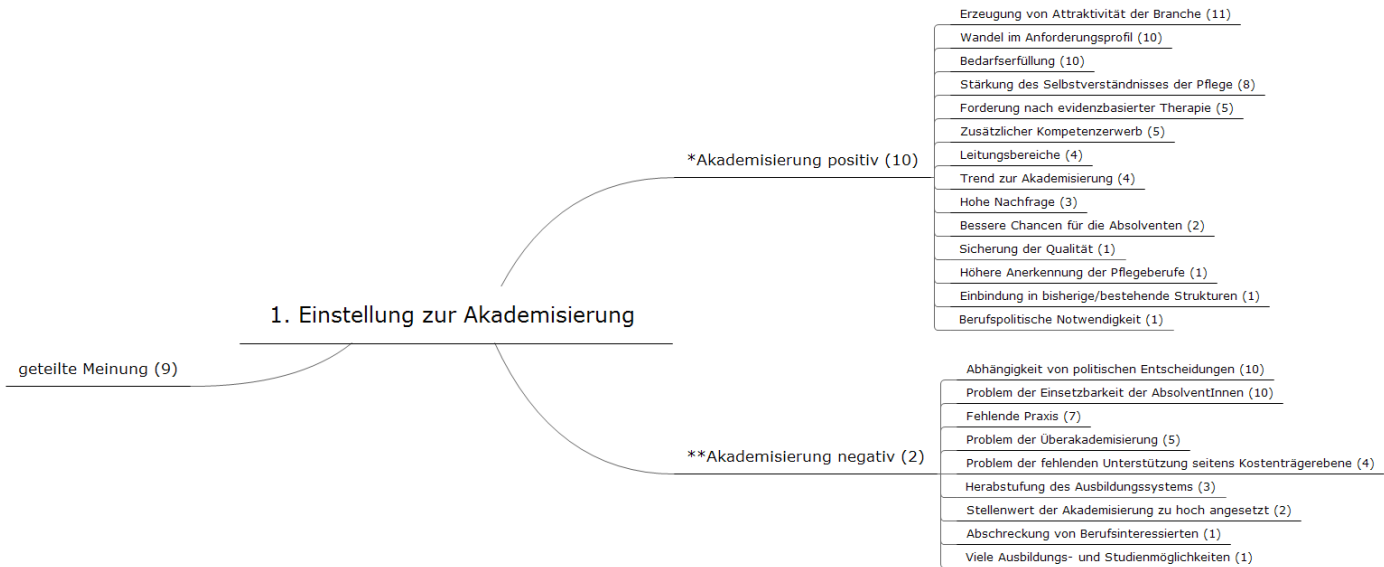 1. Einstellung zur Akademisierung
geteilte Meinung (9)
*Akademisierung positiv (10)
Erzeugung von Attraktivität der Branche (11)
Wandel im Anforderungsprofil (10)
Bedarfserfüllung (10)
Stärkung des Selbstverständnisses der Pflege (8)
Forderung nach evidenzbasierter Therapie (5)
Zusätzlicher Kompetenzerwerb (5)
Leitungsbereiche (4)
Trend zur Akademisierung (4)
Hohe Nachfrage (3)
Bessere Chancen für die Absolventen (2)
Sicherung der Qualität (1)
Höhere Anerkennung der Pflegeberufe (1)
Einbindung in bisherige/bestehende Strukturen (1)
Berufspolitische Notwendigkeit (1)
**Akademisierung negativ (2)
Abhängigkeit von politischen Entscheidungen (10)
Problem der Einsetzbarkeit der AbsolventInnen (10)
Fehlende Praxis (7)
Problem der Überakademisierung (5)
Problem der fehlenden Unterstützung seitens Kostenträgerebene (4)
Herabstufung des Ausbildungssystems (3)
Stellenwert der Akademisierung zu hoch angesetzt (2)
Abschreckung von Berufsinteressierten (1)
Viele Ausbildungs- und Studienmöglichkeiten (1)